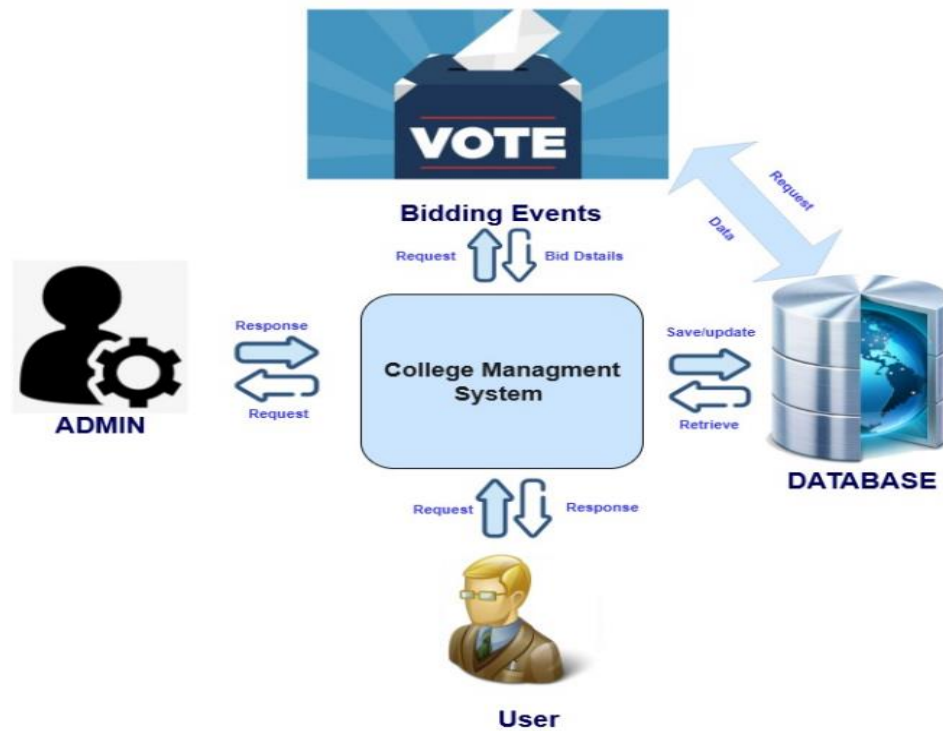 VOTE
Bidding Events
Request
Data
Request
Bid Dstails
ADMIN
Response
Request
College Managment
System
Save/update
Retrieve
DATABASE
Request
Response
User